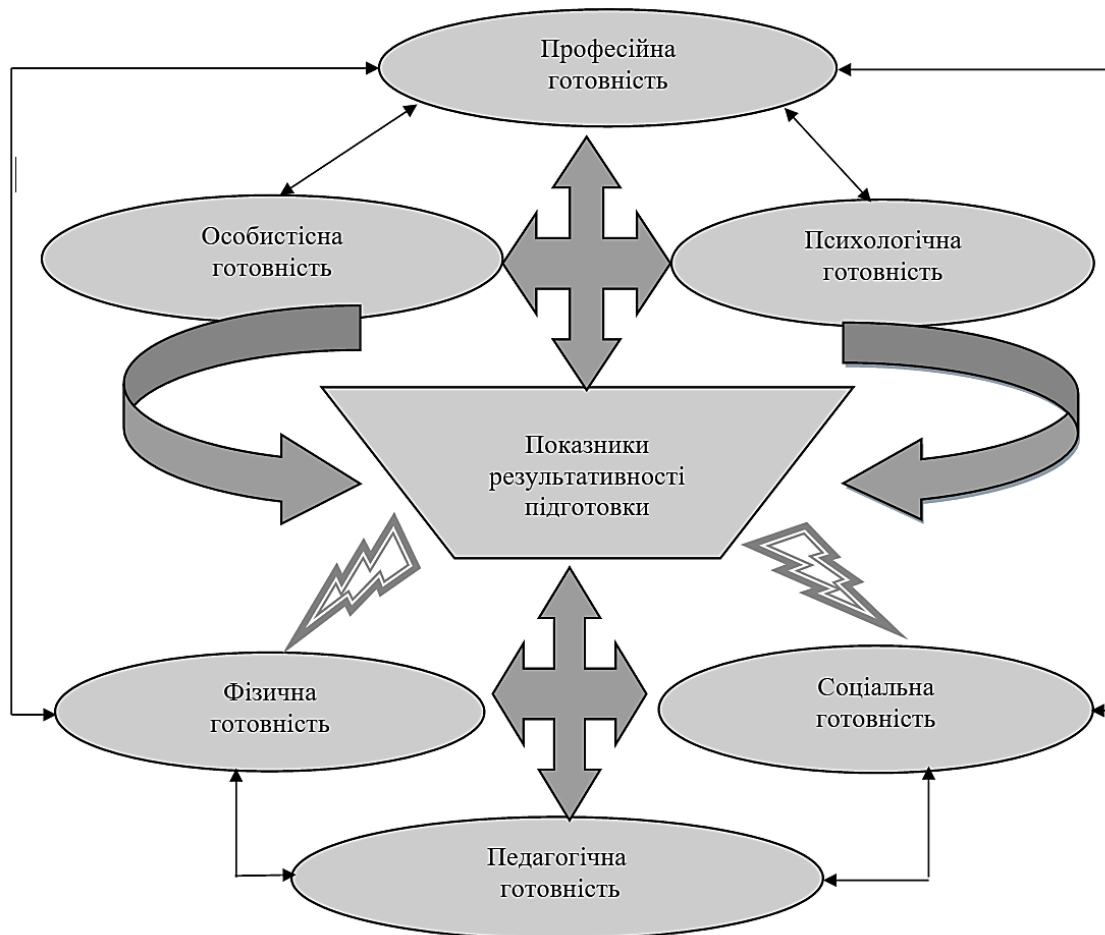 Професійна
готовність
Особистісна
готовність
Психологічна
готовність
Показники
результативності
підготовки
Фізична
готовність
Соціальна
готовність
Педагогічна
готовність